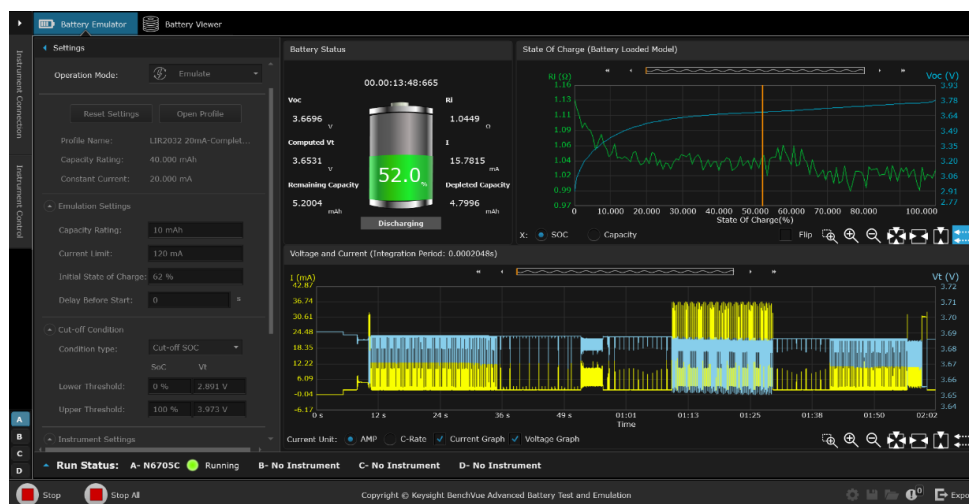 Battery Emulator
Battery Viewer
Instrument Connection
Instrument Control
Settings
Operation Mode:
Emulate
Reset Settings
Open Profile
Profile Name:
LIR2032 20mA-Complet...
Capacity Rating:
40.000 mAh
Constant Current:
20.000 mA
Emulation Settings
Capacity Rating:
10 mAh
Current Limit:
120 mA
Initial State of Charge:
62 %
Delay Before Start:
0
s
Cut-off Condition
Condition type:
Cut-off SOC
SoC
Vt
Lower Threshold:
0 %
2.891 V
Upper Threshold:
100 %
3.973 V
Instrument Settings
Battery Status
00.00:13:48:665
Voc
3.6696
V
Ri
1.0449
Ω
Computed Vt
3.6531
V
I
15.7815
mA
52.0 %
Remaining Capacity
5.2004
mAh
Depleted Capacity
4.7996
mAh
Discharging
State Of Charge (Battery Loaded Model)
Ri (Ω)
Voc (V)
1.16
1.13
1.11
1.09
1.06
1.04
1.02
0.99
0.97
3.93
3.78
3.64
3.49
3.35
3.20
3.06
2.91
2.77
0 10.000 20.000 30.000 40.000 50.000 60.000 70.000 80.000 100.000
State Of Charge(%)
X: SOC Capacity
Flip
Voltage and Current (Integration Period: 0.0002048s)
I (mA)
Vt (V)
42.87
36.74
30.61
24.48
18.35
12.22
6.09
-0.04
-6.17
3.72
3.71
3.70
3.69
3.68
3.67
3.66
3.65
3.64
0 s 12 s 24 s 36 s 49 s 01:01 01:13 01:25 01:38 01:50 02:02
Time
Current Unit: AMP C-Rate Current Graph Voltage Graph
A
B
C
D
Run Status: A- N6705C Running B- No Instrument C- No Instrument D- No Instrument
Stop
Stop All
Copyright © Keysight BenchVue Advanced Battery Test and Emulation
0
Expo